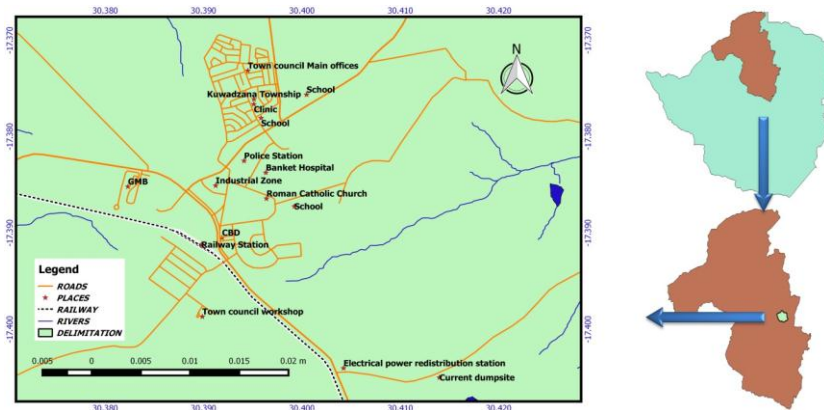 30.380 30.390 30.400 30.410 30.420
-17.370
-17.370
N
Town council Main offices
Kuwadzana Township
School
Clinic
School
-17.380
-17.380
Police Station
Banket Hospital
GMB
Industrial Zone
Roman Catholic Church
School
-17.390
-17.390
CBD
Railway Station
Legend
ROADS
PLACES
RAILWAY
RIVERS
DELIMITATION
Town council workshop
-17.400
-17.400
0.005 0 0.005 0.01 0.015 0.02 m
Electrical power redistribution station
Current dumpsite
30.380 30.390 30.400 30.410 30.420